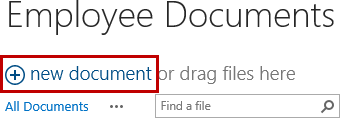 Employee Documents
new document or drag files here
All Documents ... Find a file